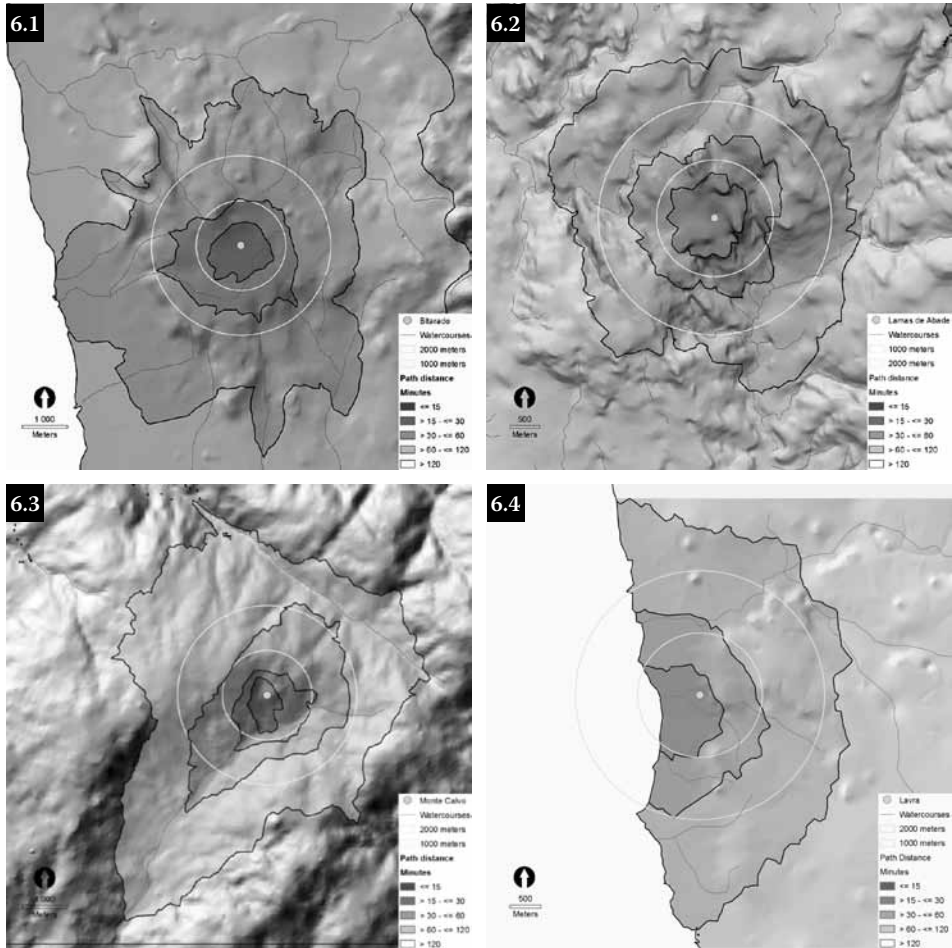 6.1
Bitarado
Watercourses
2000 meters
1000 meters
Path distance
Minutes
<= 15
> 15 - <= 30
> 30 - <= 60
> 60 - <= 120
> 120
1 000
Meters
6.2
Lamas de Abade
Watercourses
1000 meters
2000 meters
Path distance
Minutes
<= 15
> 15 - <= 30
> 30 - <= 60
> 60 - <= 120
> 120
500
Meters
6.3
Monte Calvo
Watercourses
2000 meters
1000 meters
Path distance
Minutes
<= 15
> 15 - <= 30
> 30 - <= 60
> 60 - <= 120
> 120
Meters
6.4
Lavra
Watercourses
2000 meters
1000 meters
Path Distance
Minutes
<= 15
> 15 - <= 30
> 30 - <= 60
> 60 - <= 120
> 120
500
Meters